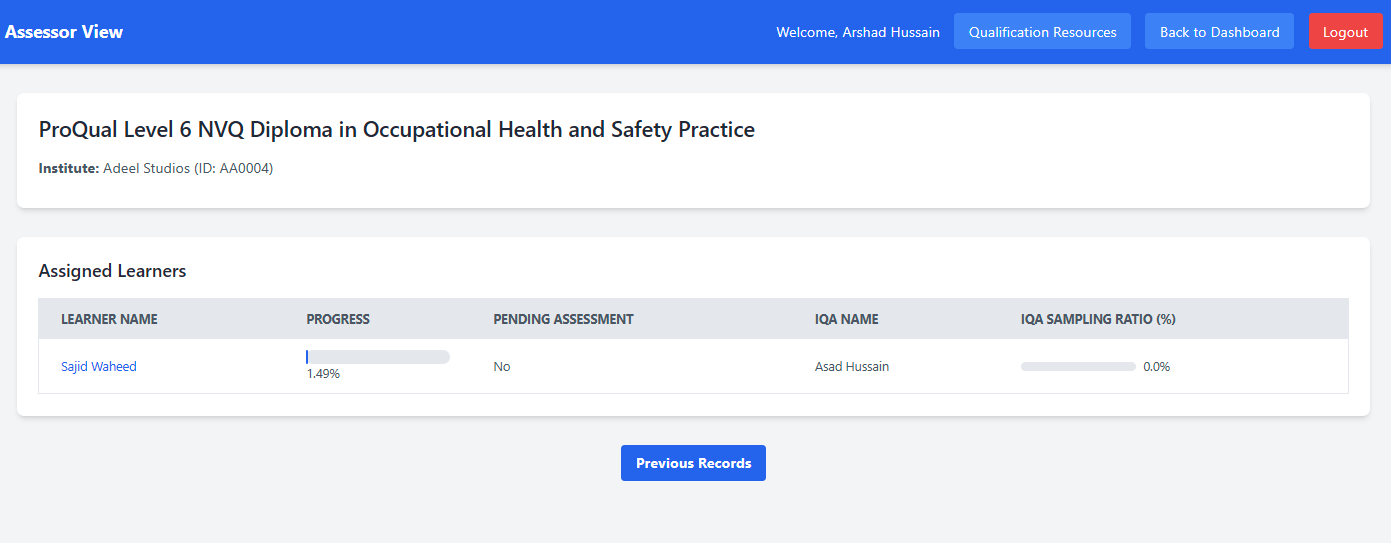 Assessor View
Welcome, Arshad Hussain Qualification Resources Back to Dashboard Logout
ProQual Level 6 NVQ Diploma in Occupational Health and Safety Practice
Institute: Adeel Studios (ID: AA0004)
Assigned Learners
LEARNER NAME PROGRESS PENDING ASSESSMENT IQA NAME IQA SAMPLING RATIO (%)
Sajid Waheed 1.49% No Asad Hussain 0.0%
Previous Records